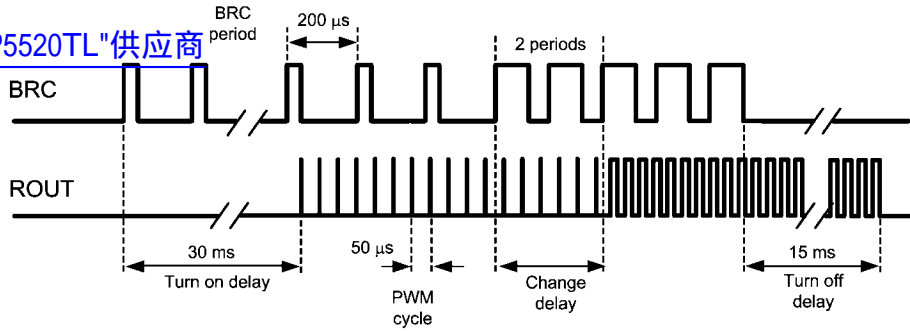 BRC
period
200 μs
P5520TL"供应商
2 periods
BRC
ROUT
30 ms
Turn on delay
50 μs
PWM
cycle
Change
delay
15 ms
Turn off
delay